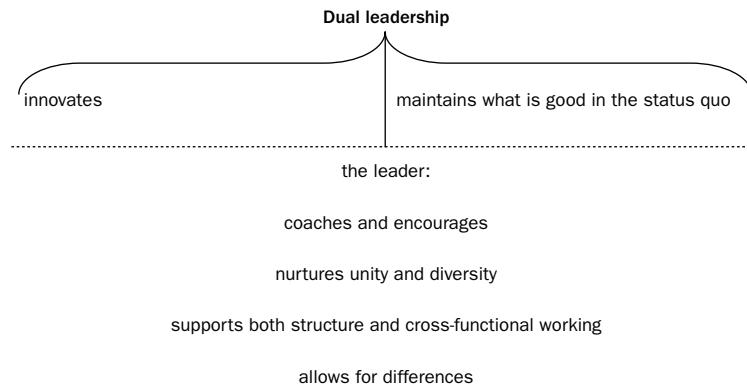 Dual leadership
innovates
maintains what is good in the status quo
the leader:
coaches and encourages
nurtures unity and diversity
supports both structure and cross-functional working
allows for differences